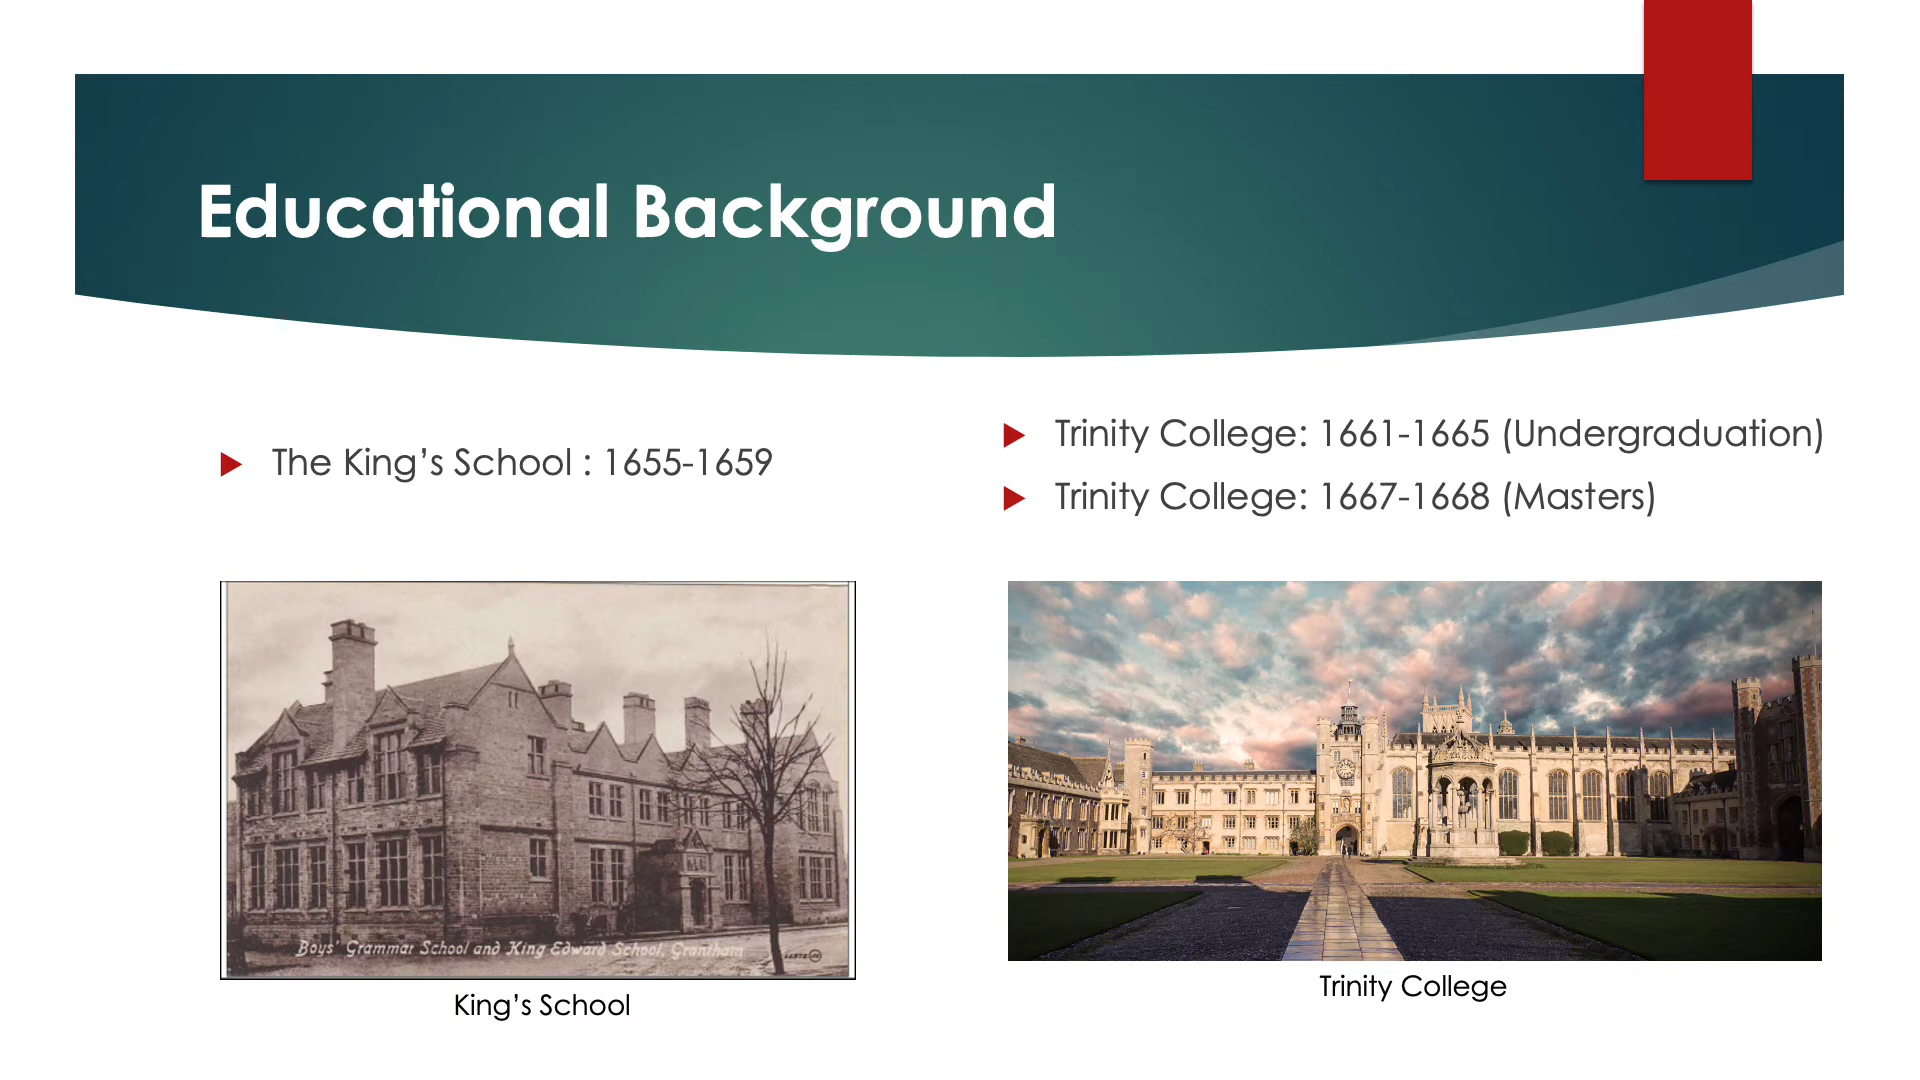 Educational Background
The King’s School : 1655-1659
Trinity College: 1661-1665 (Undergraduation)
Trinity College: 1667-1668 (Masters)
Boys' Grammar School and King Edward School, Grantham
King’s School
Trinity College